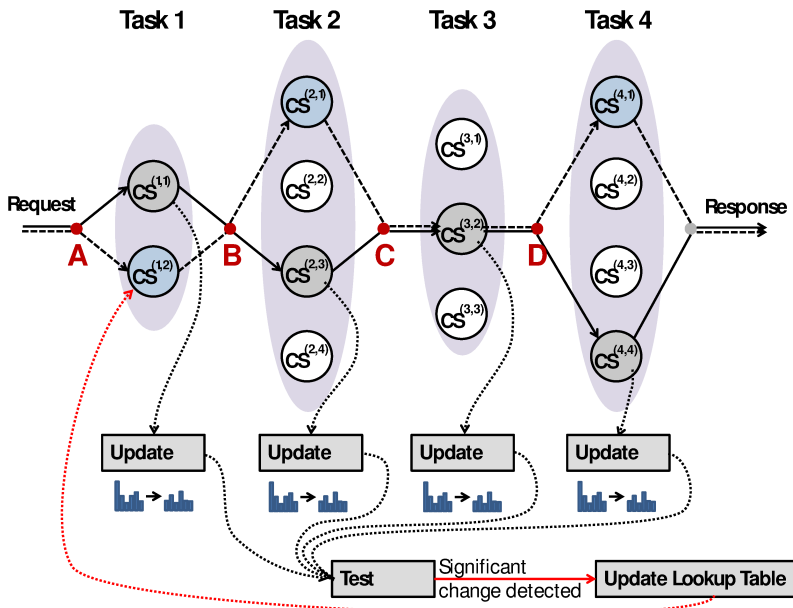 Task 1
Task 2
Task 3
Task 4
CS(2,1)
CS(4,1)
CS(3,1)
CS(1,1)
CS(2,2)
CS(4,2)
Request
CS(3,2)
Response
A
B
C
D
CS(1,2)
CS(2,3)
CS(4,3)
CS(3,3)
CS(2,4)
CS(4,4)
Update
Update
Update
Update
Test
Significant
change detected
Update Lookup Table